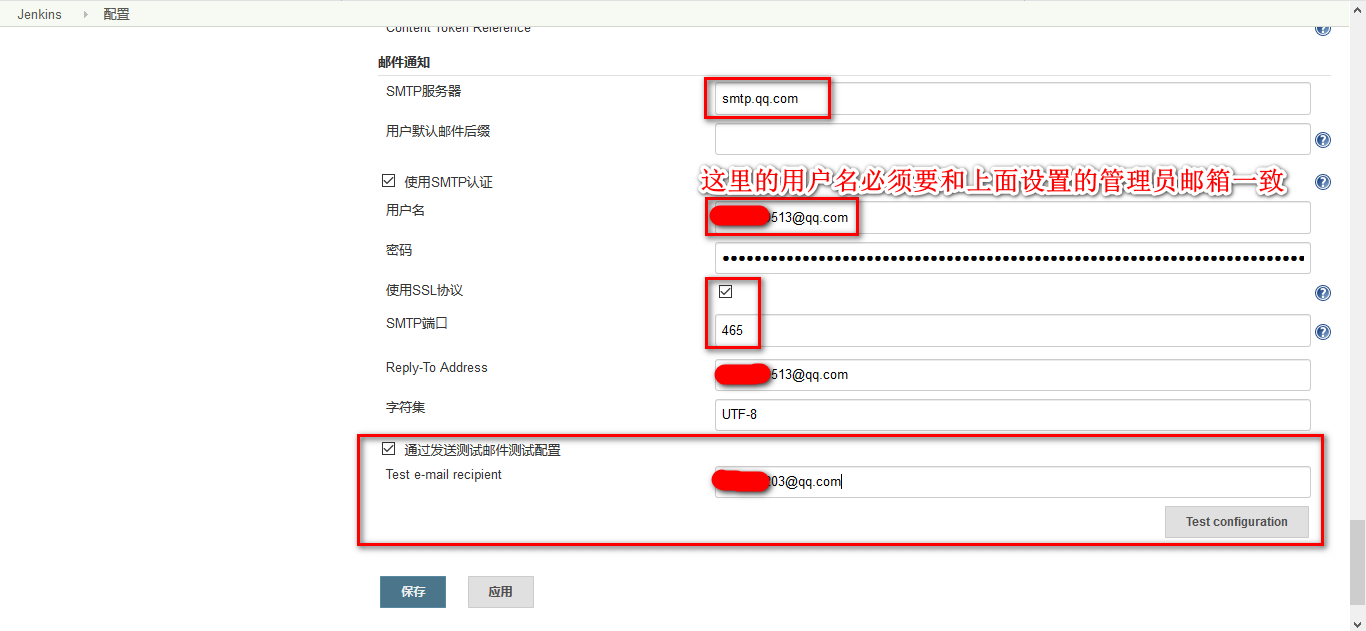 Jenkins 配置
Content Token Reference
邮件通知
SMTP服务器
smtp.qq.com
用户默认邮件后缀
使用SMTP认证
这里的用户名必须要和上面设置的管理员邮箱一致
用户名
513@qq.com
密码
使用SSL协议
SMTP端口
465
Reply-To Address
513@qq.com
字符集
UTF-8
通过发送测试邮件测试配置
Test e-mail recipient
03@qq.com
Test configuration
保存 应用